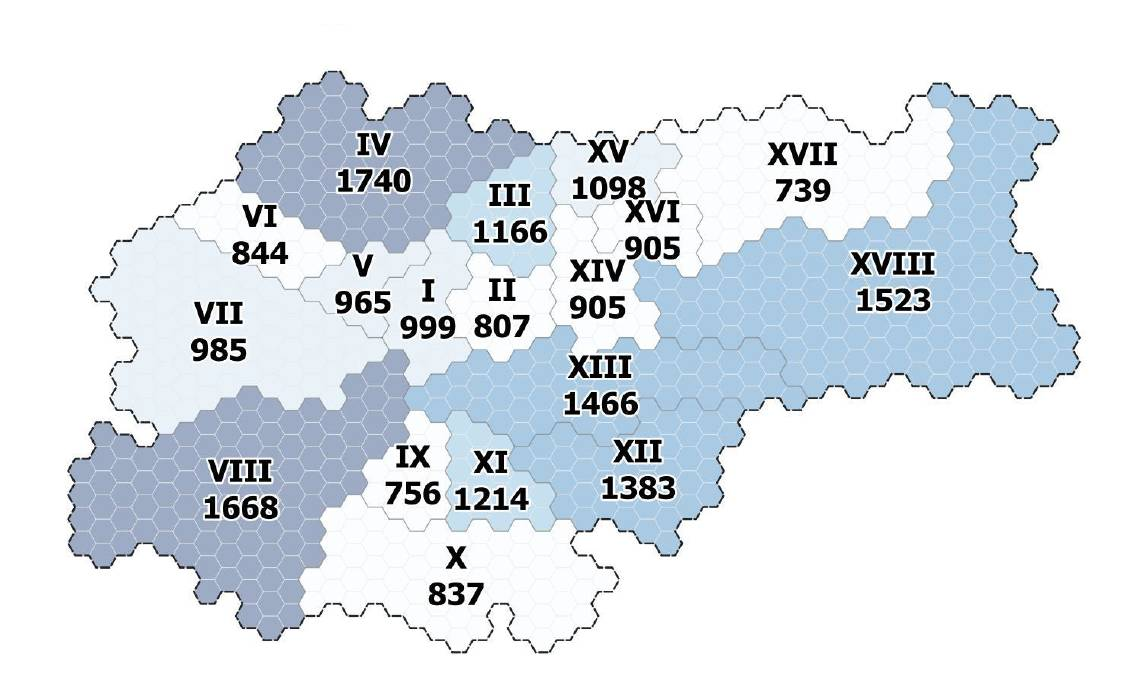 IV
1740
XV
1098
XVII
739
III
1166
VI
844
XVI
905
V
965
I
999
II
807
XIV
905
XVIII
1523
VII
985
XIII
1466
VIII
1668
IX
756
XI
1214
XII
1383
X
837